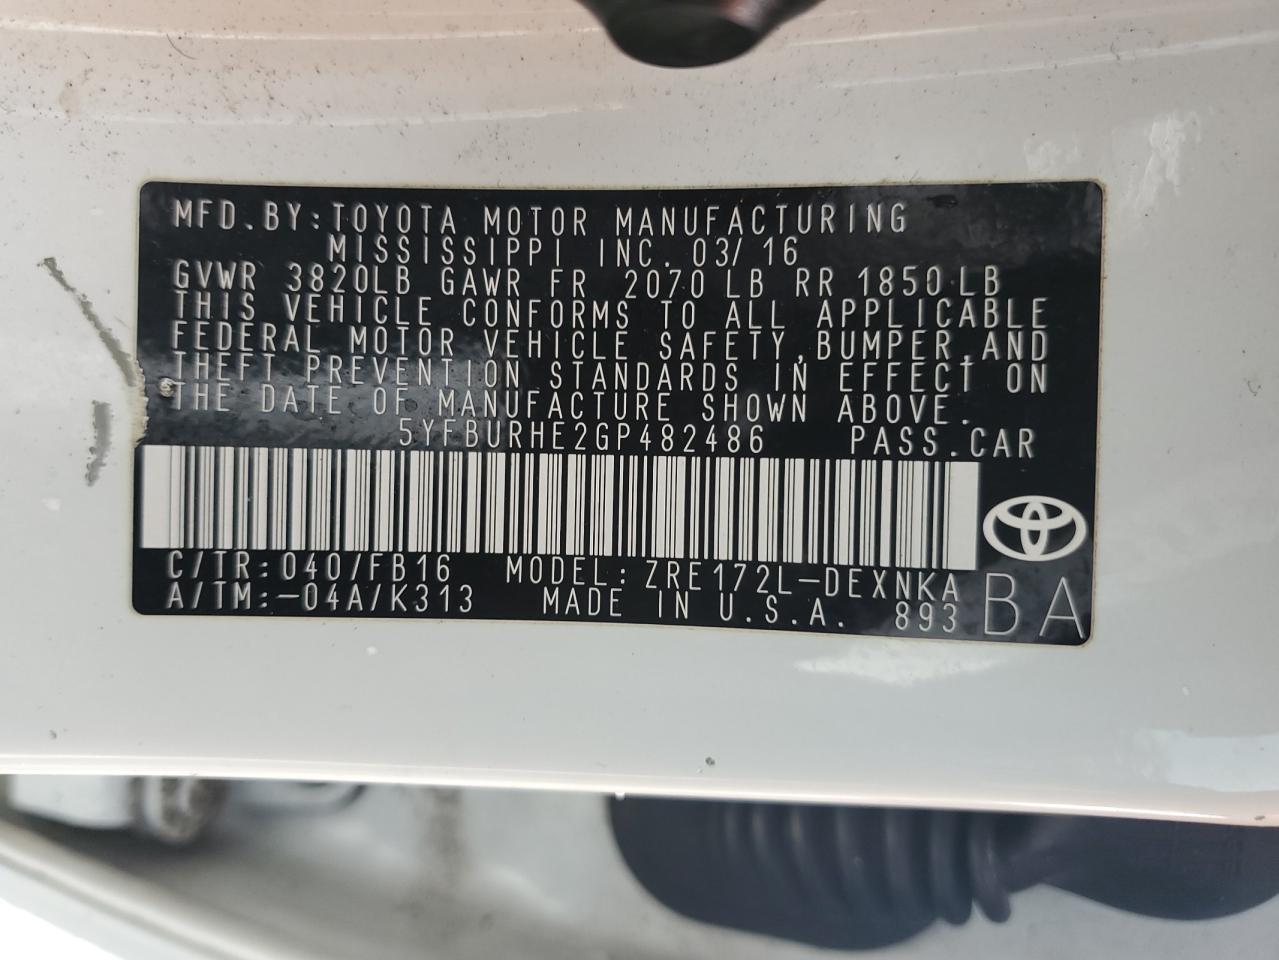 MFD.BY:TOYOTA MOTOR MANUFACTURING
MISSISSIPPI INC. 03/16
GVWR 3820LB GAWR FR 2070 LB RR 1850 LB
THIS VEHICLE CONFORMS TO ALL APPLICABLE
FEDERAL MOTOR VEHICLE SAFETY,BUMPER,AND
THEFT PREVENTION STANDARDS IN EFFECT ON
THE DATE OF MANUFACTURE SHOWN ABOVE.
5YFBURHE2GP482486 PASS.CAR
C/TR:040/FB16 MODEL:ZRE172L-DEXNKA
A/TM:-04A/K313 MADE IN U.S.A. 893 BA